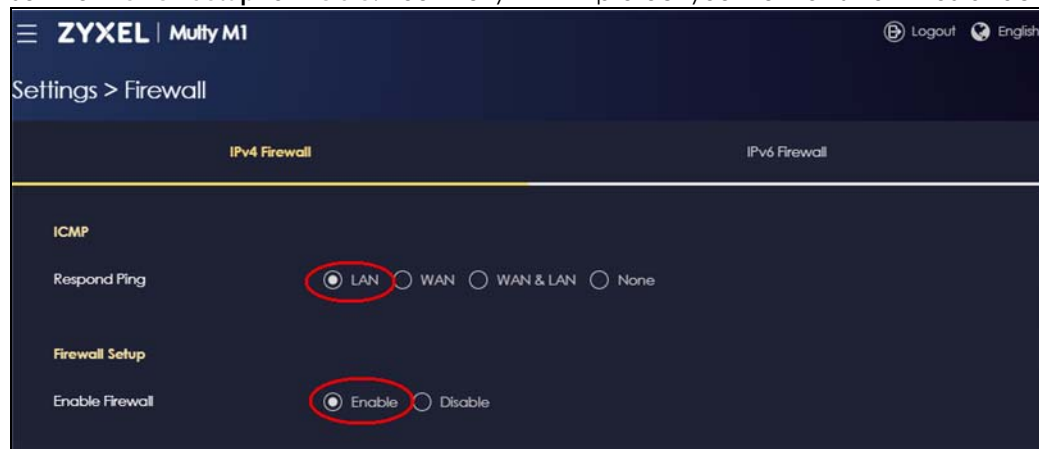 ZYXEL | Multy M1
Logout English
Settings > Firewall
IPv4 Firewall IPv6 Firewall
ICMP
Respond Ping LAN WAN WAN & LAN None
Firewall Setup
Enable Firewall Enable Disable